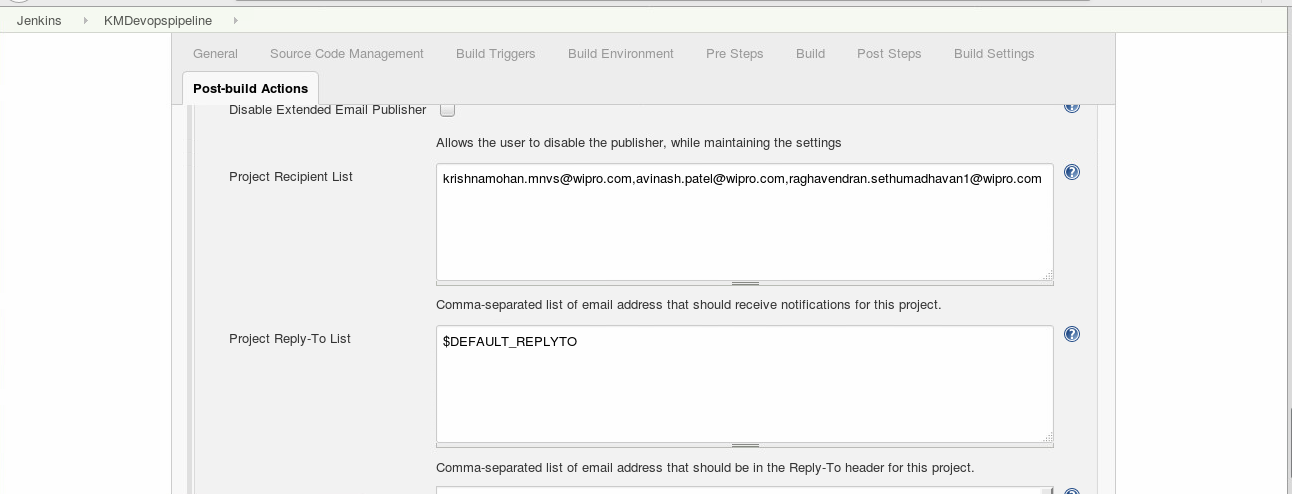 Jenkins KMDevopspipeline
General Source Code Management Build Triggers Build Environment Pre Steps Build Post Steps Build Settings
Post-build Actions
Disable Extended Email Publisher
Allows the user to disable the publisher, while maintaining the settings
Project Recipient List
krishnamohan.mnvs@wipro.com,avinash.patel@wipro.com,raghavendran.sethumadhavan1@wipro.com
Comma-separated list of email address that should receive notifications for this project.
Project Reply-To List
$DEFAULT_REPLYTO
Comma-separated list of email address that should be in the Reply-To header for this project.